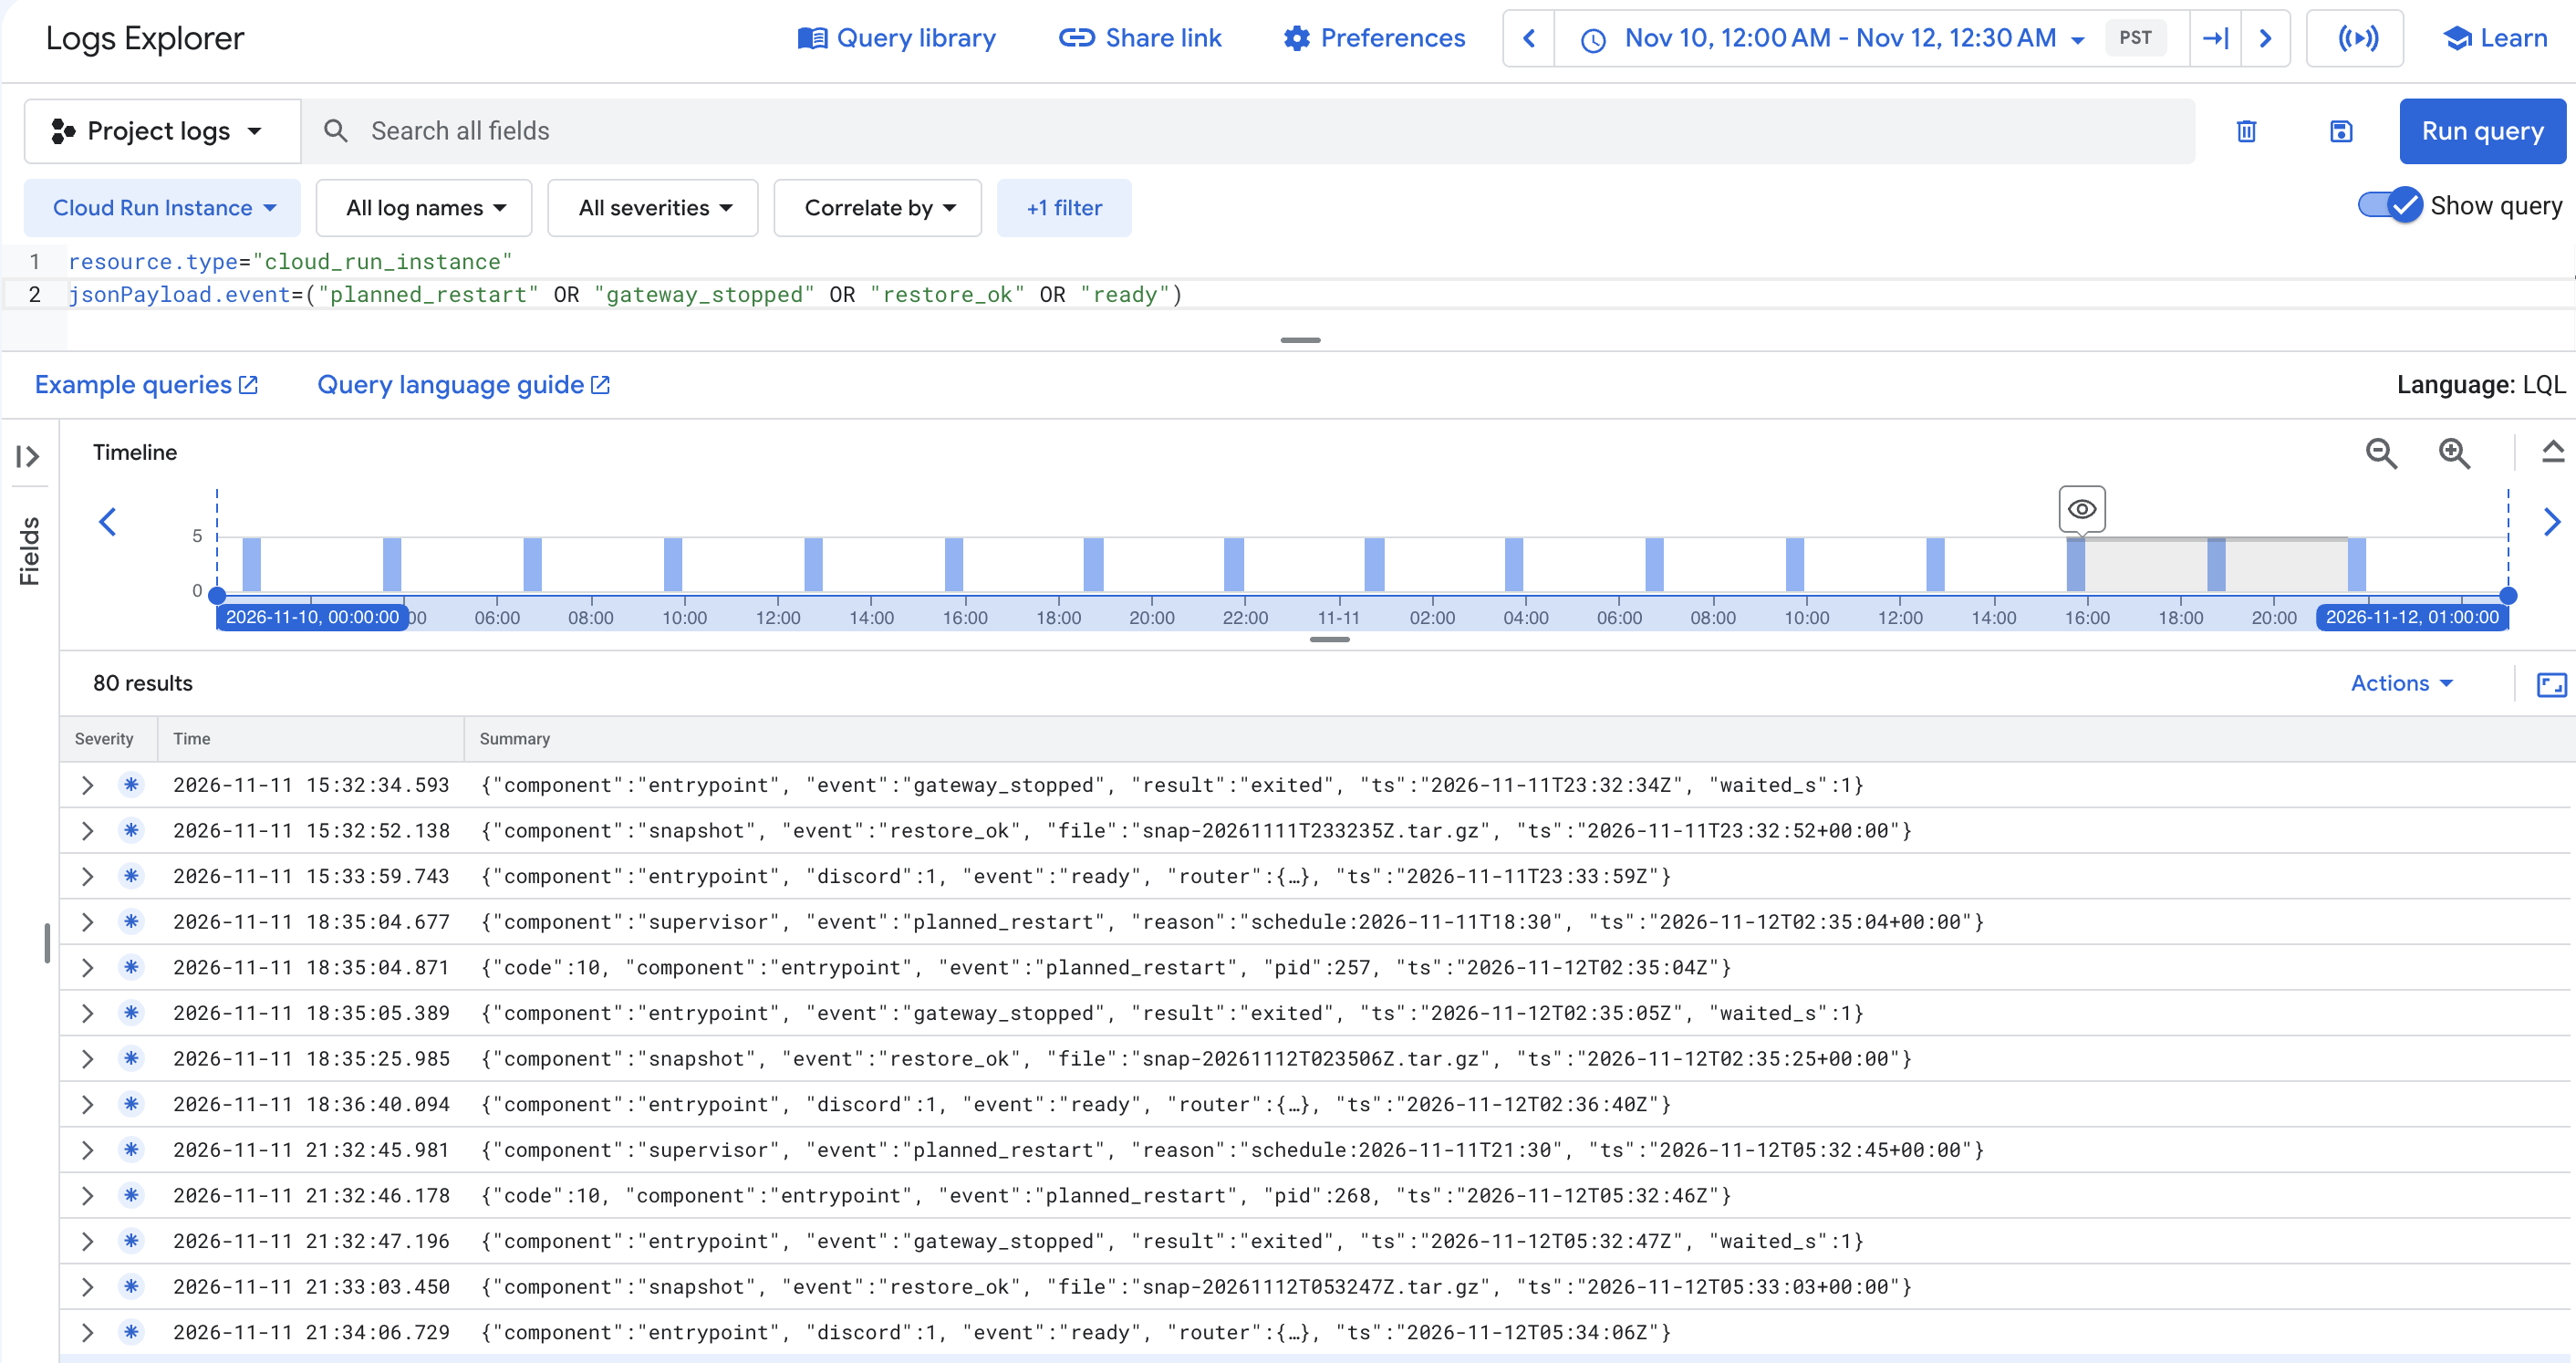 Logs Explorer
Query library
Share link
Preferences
Nov 10, 12:00 AM - Nov 12, 12:30 AM
PST
Learn
Project logs
Search all fields
Run query
Cloud Run Instance
All log names
All severities
Correlate by
+1 filter
Show query
1 resource.type="cloud_run_instance"
2 jsonPayload.event=("planned_restart" OR "gateway_stopped" OR "restore_ok" OR "ready")
Example queries
Query language guide
Language: LQL
Fields
Timeline
5
0
2026-11-10, 00:00:00 00 06:00 08:00 10:00 12:00 14:00 16:00 18:00 20:00 22:00 11-11 02:00 04:00 06:00 08:00 10:00 12:00 14:00 16:00 18:00 20:00 2026-11-12, 01:00:00
80 results
Actions
Severity Time Summary
2026-11-11 15:32:34.593 {"component":"entrypoint", "event":"gateway_stopped", "result":"exited", "ts":"2026-11-11T23:32:34Z", "waited_s":1}
2026-11-11 15:32:52.138 {"component":"snapshot", "event":"restore_ok", "file":"snap-20261111T233235Z.tar.gz", "ts":"2026-11-11T23:32:52+00:00"}
2026-11-11 15:33:59.743 {"component":"entrypoint", "discord":1, "event":"ready", "router":{…}, "ts":"2026-11-11T23:33:59Z"}
2026-11-11 18:35:04.677 {"component":"supervisor", "event":"planned_restart", "reason":"schedule:2026-11-11T18:30", "ts":"2026-11-12T02:35:04+00:00"}
2026-11-11 18:35:04.871 {"code":10, "component":"entrypoint", "event":"planned_restart", "pid":257, "ts":"2026-11-12T02:35:04Z"}
2026-11-11 18:35:05.389 {"component":"entrypoint", "event":"gateway_stopped", "result":"exited", "ts":"2026-11-12T02:35:05Z", "waited_s":1}
2026-11-11 18:35:25.985 {"component":"snapshot", "event":"restore_ok", "file":"snap-20261112T023506Z.tar.gz", "ts":"2026-11-12T02:35:25+00:00"}
2026-11-11 18:36:40.094 {"component":"entrypoint", "discord":1, "event":"ready", "router":{…}, "ts":"2026-11-12T02:36:40Z"}
2026-11-11 21:32:45.981 {"component":"supervisor", "event":"planned_restart", "reason":"schedule:2026-11-11T21:30", "ts":"2026-11-12T05:32:45+00:00"}
2026-11-11 21:32:46.178 {"code":10, "component":"entrypoint", "event":"planned_restart", "pid":268, "ts":"2026-11-12T05:32:46Z"}
2026-11-11 21:32:47.196 {"component":"entrypoint", "event":"gateway_stopped", "result":"exited", "ts":"2026-11-12T05:32:47Z", "waited_s":1}
2026-11-11 21:33:03.450 {"component":"snapshot", "event":"restore_ok", "file":"snap-20261112T053247Z.tar.gz", "ts":"2026-11-12T05:33:03+00:00"}
2026-11-11 21:34:06.729 {"component":"entrypoint", "discord":1, "event":"ready", "router":{…}, "ts":"2026-11-12T05:34:06Z"}